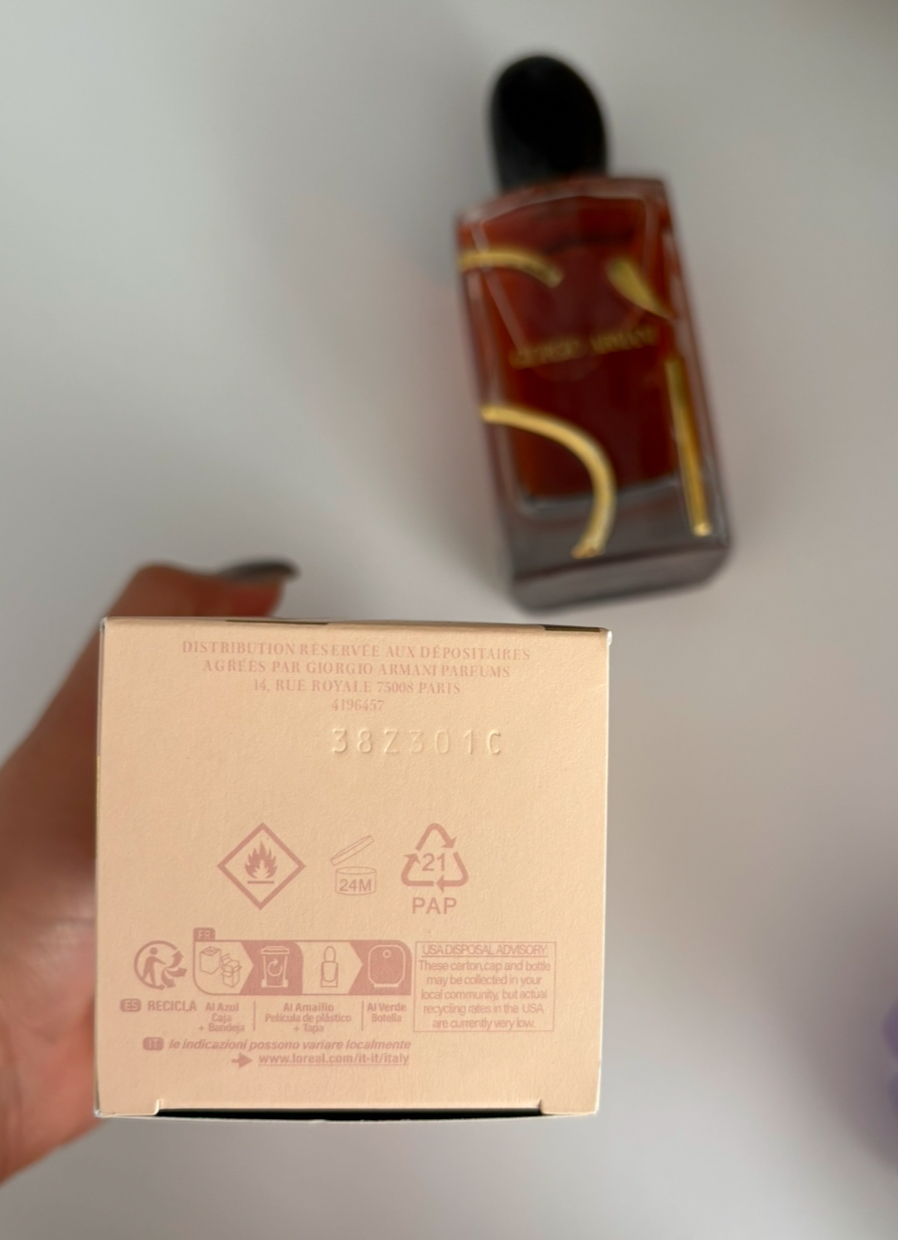 GIORGIO ARMANI
DISTRIBUTION RÉSERVÉE AUX DÉPOSITAIRES
AGRÉES PAR GIORGIO ARMANI PARFUMS
14, RUE ROYALE 75008 PARIS
4196457
38Z301C
24M
21
PAP
FR
USA DISPOSAL ADVISORY:
These carton,cap and bottle
may be collected in your
local community, but actual
recycling rates in the USA
are currently very low.
ES RECICLA
Al Azul
Caja
+ Bandeja
Al Amarillo
Película de plástico
+ Tapa
Al Verde
Botella
IT le indicazioni possono variare localmente
www.loreal.com/it-it/italy